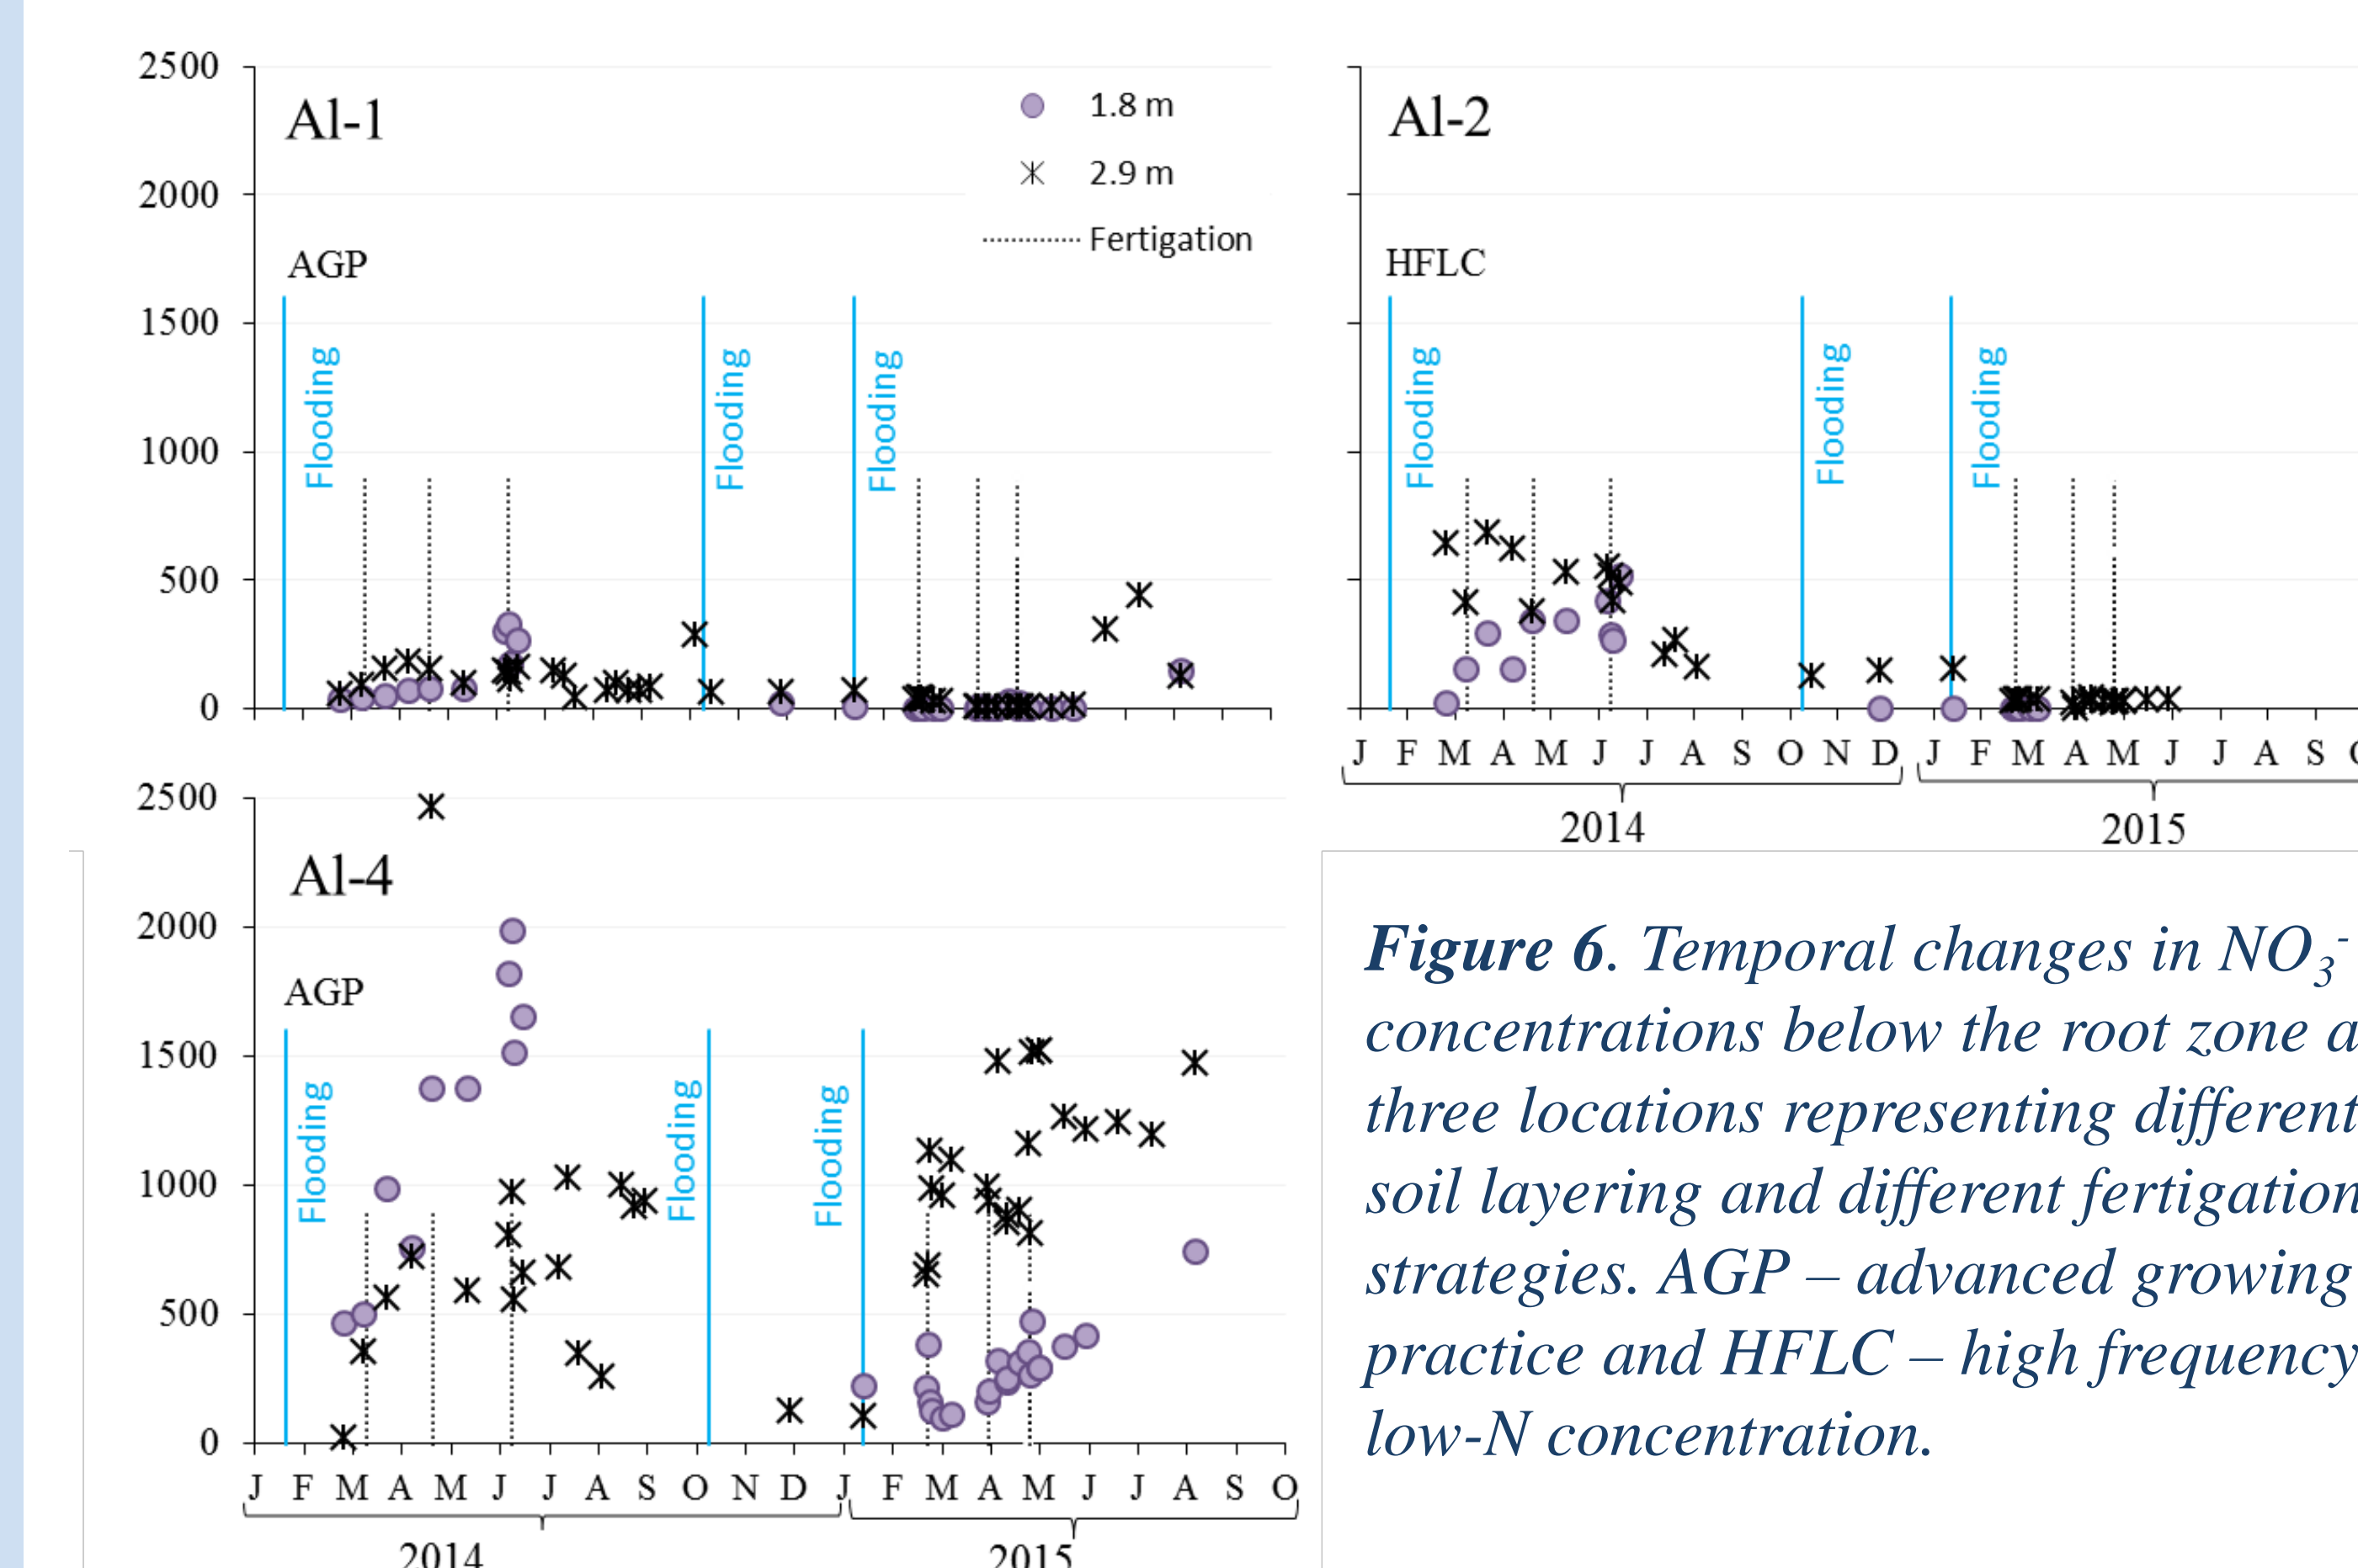 2500
2000
1500
1000
500
0
Al-1
AGP
1.8 m
2.9 m
Fertigation
Flooding
Flooding
Flooding
Al-2
HFLC
Flooding
Flooding
Flooding
J F M A M J J A S O N D J F M A M J J A S
2014 2015
2500
2000
1500
1000
500
0
Al-4
AGP
Flooding
Flooding
Flooding
J F M A M J J A S O N D J F M A M J J A S O
2014 2015
Figure 6. Temporal changes in NO₃⁻
concentrations below the root zone
three locations representing different
soil layering and different fertigation
strategies. AGP – advanced growing
practice and HFLC – high frequency
low-N concentration.